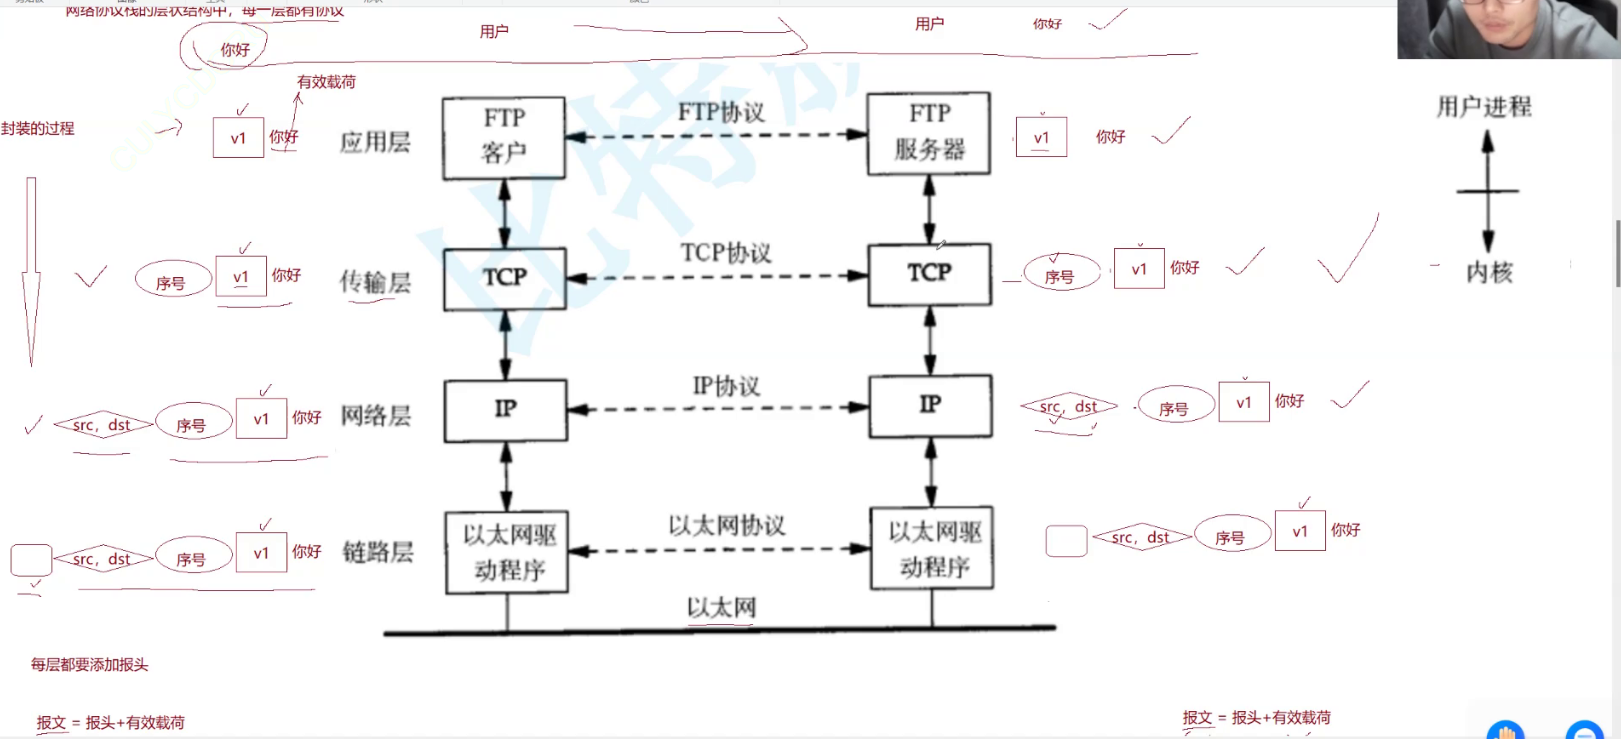 网络协议栈的层状结构中，每一层都有协议
用户
用户
你好
你好
有效载荷
封装的过程
v1
你好
应用层
FTP
客户
FTP协议
FTP
服务器
v1
你好
用户进程
序号
v1
你好
传输层
TCP
TCP协议
TCP
序号
v1
你好
内核
src，dst
序号
v1
你好
网络层
IP
IP协议
IP
src，dst
序号
v1
你好
src，dst
序号
v1
你好
链路层
以太网驱
动程序
以太网协议
以太网驱
动程序
src，dst
序号
v1
你好
以太网
每层都要添加报头
报文 = 报头+有效载荷
报文 = 报头+有效载荷